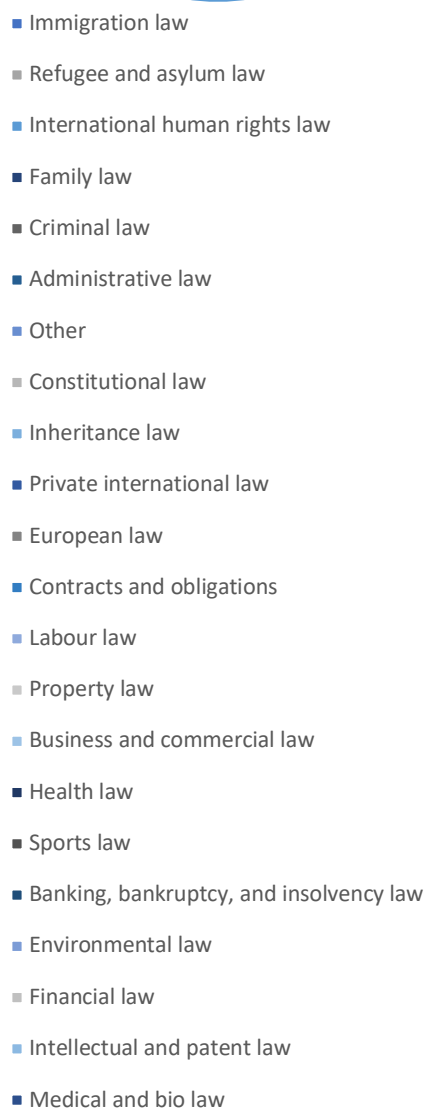 Immigration law
Refugee and asylum law
International human rights law
Family law
Criminal law
Administrative law
Other
Constitutional law
Inheritance law
Private international law
European law
Contracts and obligations
Labour law
Property law
Business and commercial law
Health law
Sports law
Banking, bankruptcy, and insolvency law
Environmental law
Financial law
Intellectual and patent law
Medical and bio law